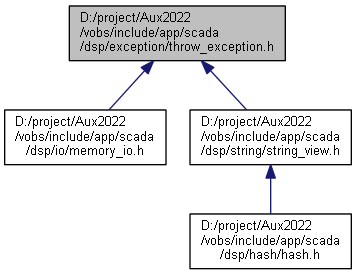 D:/project/Aux2022
/vobs/include/app/scada
/dsp/exception/throw_exception.h
D:/project/Aux2022
/vobs/include/app/scada
/dsp/io/memory_io.h
D:/project/Aux2022
/vobs/include/app/scada
/dsp/string/string_view.h
D:/project/Aux2022
/vobs/include/app/scada
/dsp/hash/hash.h